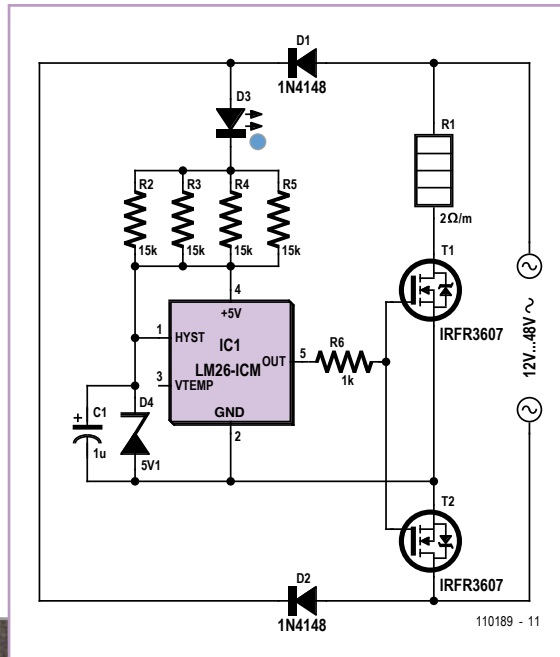 D1
1N4148
D3
R1
R2
R3
R4
R5
15k
15k
15k
15k
2Ω/m
T1
IRFR3607
12V...48V ~
4
+5V
1
HYST
IC1
LM26-ICM
OUT
5
R6
1k
3
VTEMP
GND
2
C1
+
1u
D4
5V1
T2
IRFR3607
D2
1N4148
110189 - 11